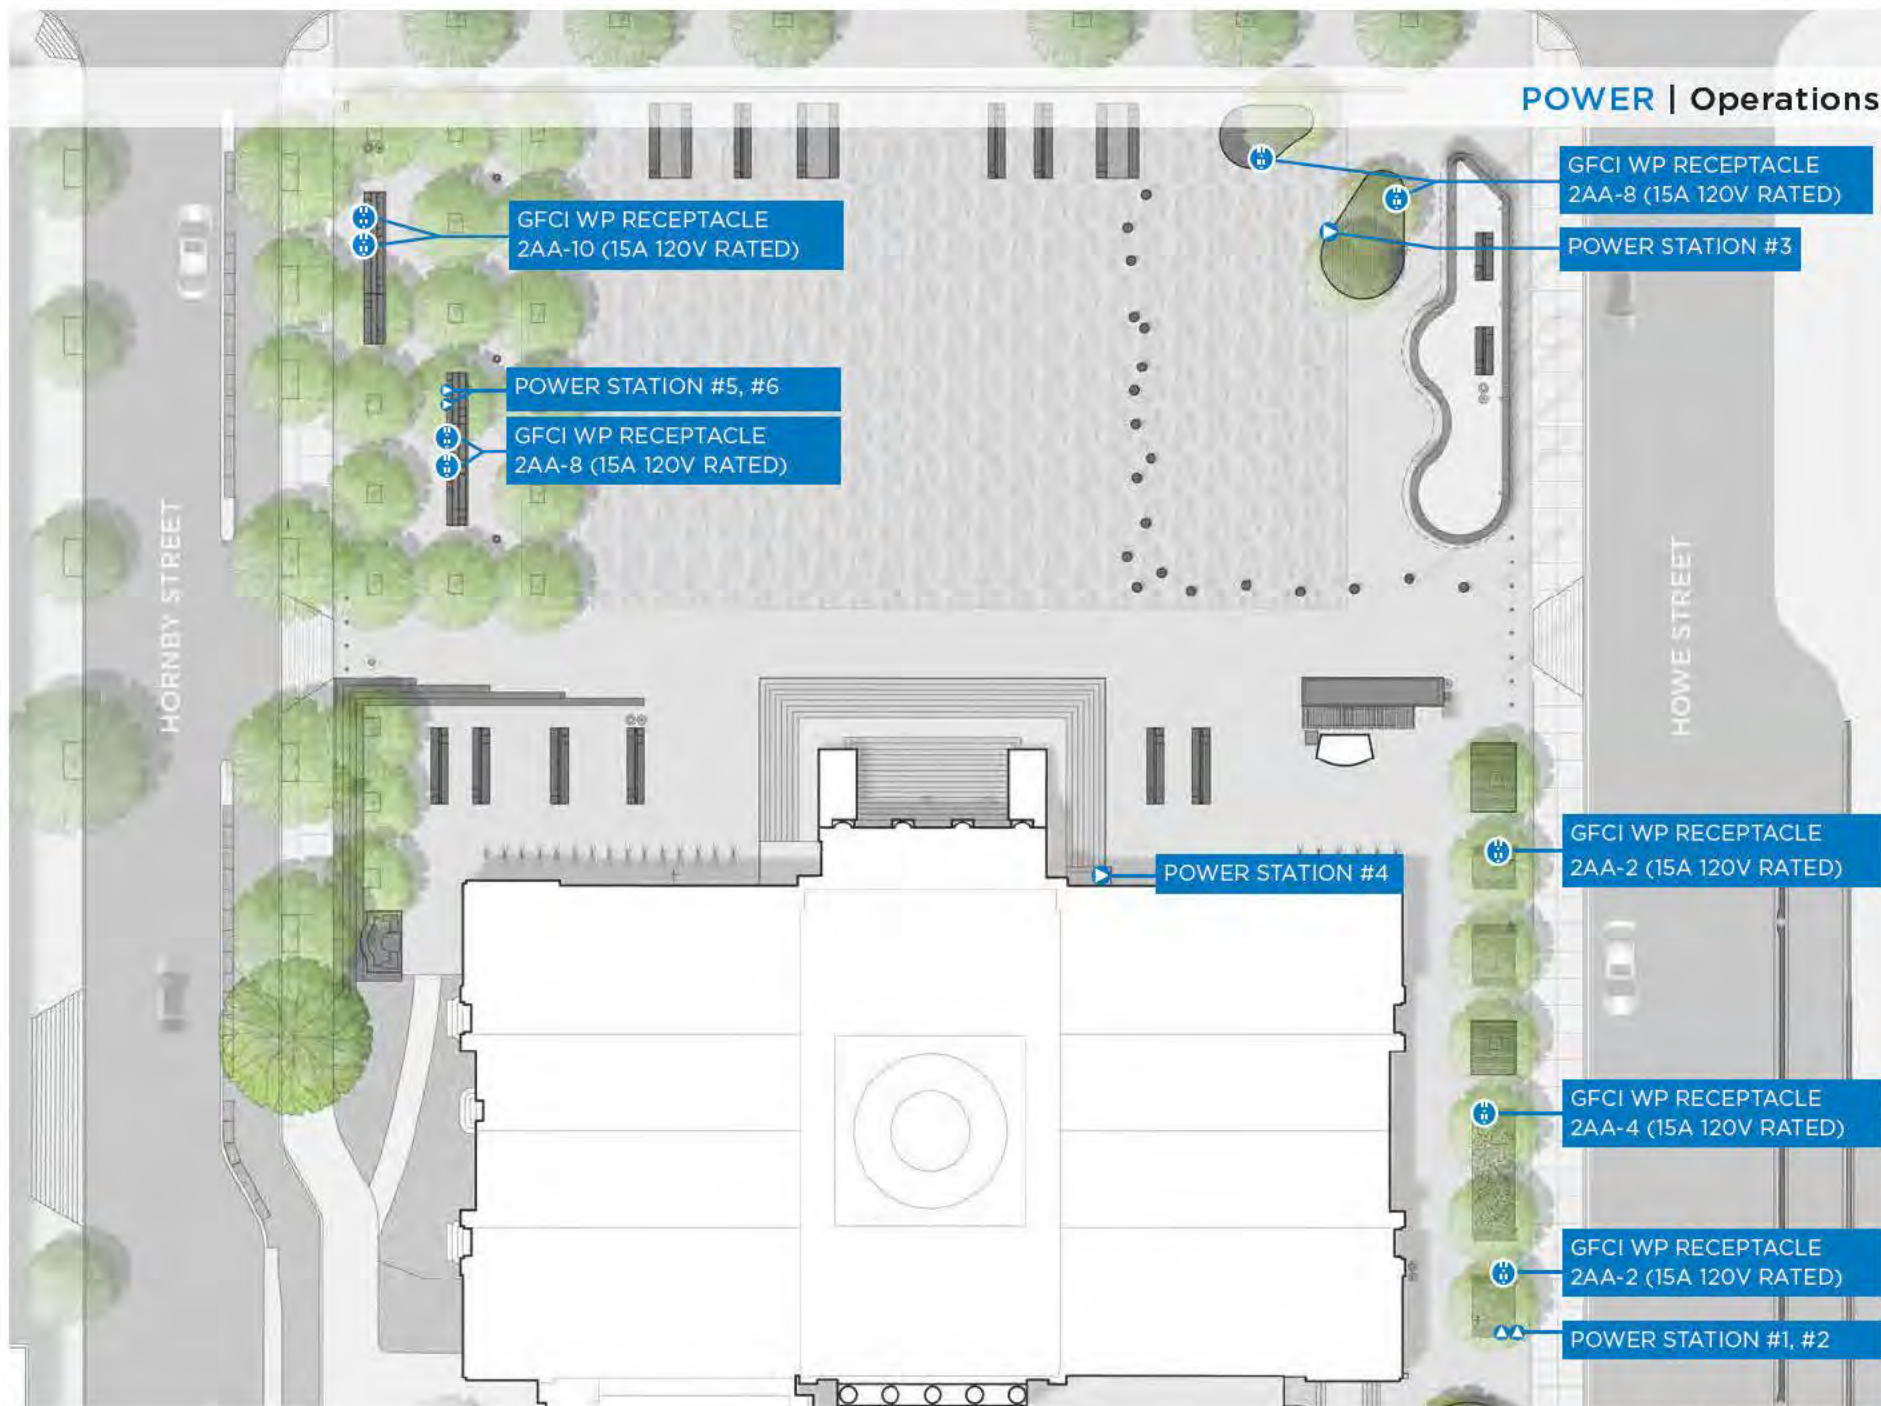 POWER | Operations
GFCI WP RECEPTACLE
2AA-8 (15A 120V RATED)
POWER STATION #3
GFCI WP RECEPTACLE
2AA-10 (15A 120V RATED)
POWER STATION #5, #6
GFCI WP RECEPTACLE
2AA-8 (15A 120V RATED)
HORNBY STREET
HOWE STREET
POWER STATION #4
GFCI WP RECEPTACLE
2AA-2 (15A 120V RATED)
GFCI WP RECEPTACLE
2AA-4 (15A 120V RATED)
GFCI WP RECEPTACLE
2AA-2 (15A 120V RATED)
POWER STATION #1, #2